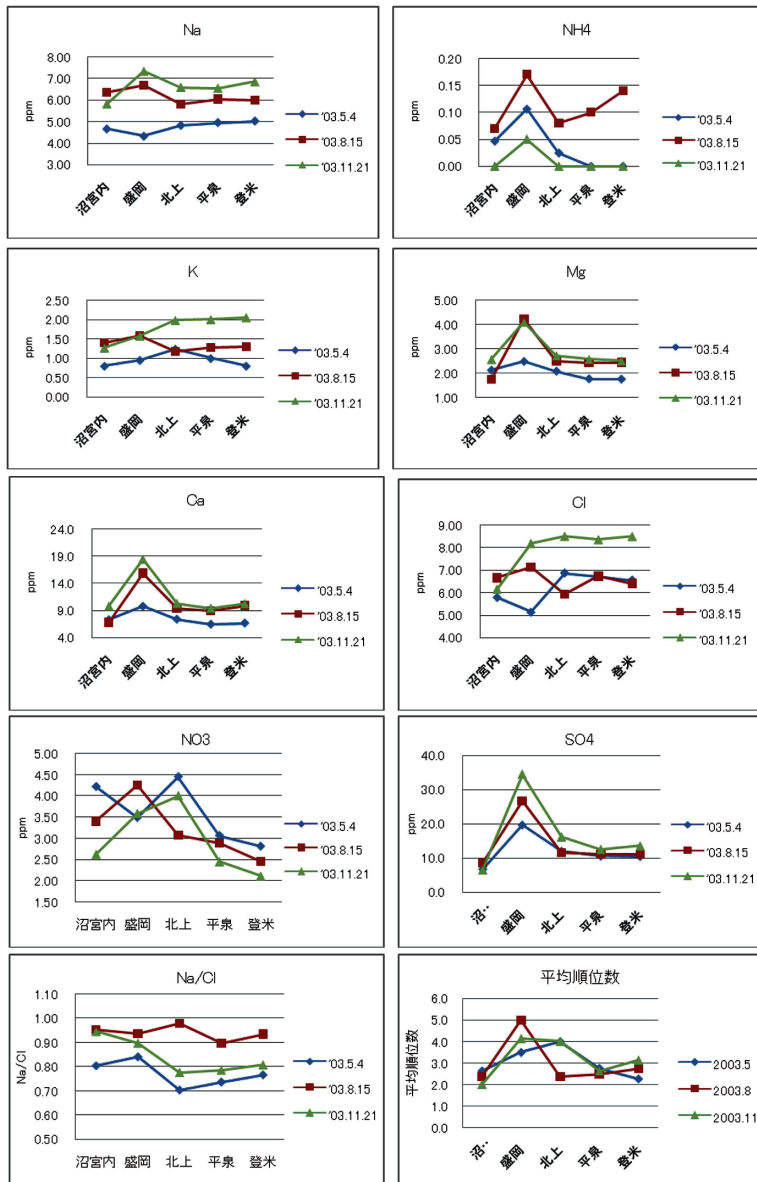 Na
8.00
7.00
6.00
5.00
4.00
3.00
ppm
沼宮内
盛岡
北上
平泉
登米
'03.5.4
'03.8.15
'03.11.21
NH4
0.20
0.15
0.10
0.05
0.00
ppm
沼宮内
盛岡
北上
平泉
登米
'03.5.4
'03.8.15
'03.11.21
K
2.50
2.00
1.50
1.00
0.50
0.00
ppm
沼宮内
盛岡
北上
平泉
登米
'03.5.4
'03.8.15
'03.11.21
Mg
5.00
4.00
3.00
2.00
1.00
ppm
沼宮内
盛岡
北上
平泉
登米
'03.5.4
'03.8.15
'03.11.21
Ca
24.0
19.0
14.0
9.0
4.0
ppm
沼宮内
盛岡
北上
平泉
登米
'03.5.4
'03.8.15
'03.11.21
Cl
9.00
8.00
7.00
6.00
5.00
4.00
ppm
沼宮内
盛岡
北上
平泉
登米
'03.5.4
'03.8.15
'03.11.21
NO3
5.00
4.50
4.00
3.50
3.00
2.50
2.00
1.50
ppm
沼宮内 盛岡 北上 平泉 登米
'03.5.4
'03.8.15
'03.11.21
SO4
40.0
30.0
20.0
10.0
0.0
ppm
沼‥
盛岡
北上
平泉
登米
'03.5.4
'03.8.15
'03.11.21
Na/Cl
1.10
1.00
0.90
0.80
0.70
0.60
0.50
Na/Cl
沼宮内 盛岡 北上 平泉 登米
'03.5.4
'03.8.15
'03.11.21
平均順位数
6.0
5.0
4.0
3.0
2.0
1.0
0.0
平均順位数
沼‥
盛岡
北上
平泉
登米
2003.5
2003.8
2003.11